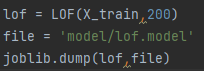 lof = LOF(X_train,200)
file = 'model/lof.model'
joblib.dump(lof,file)